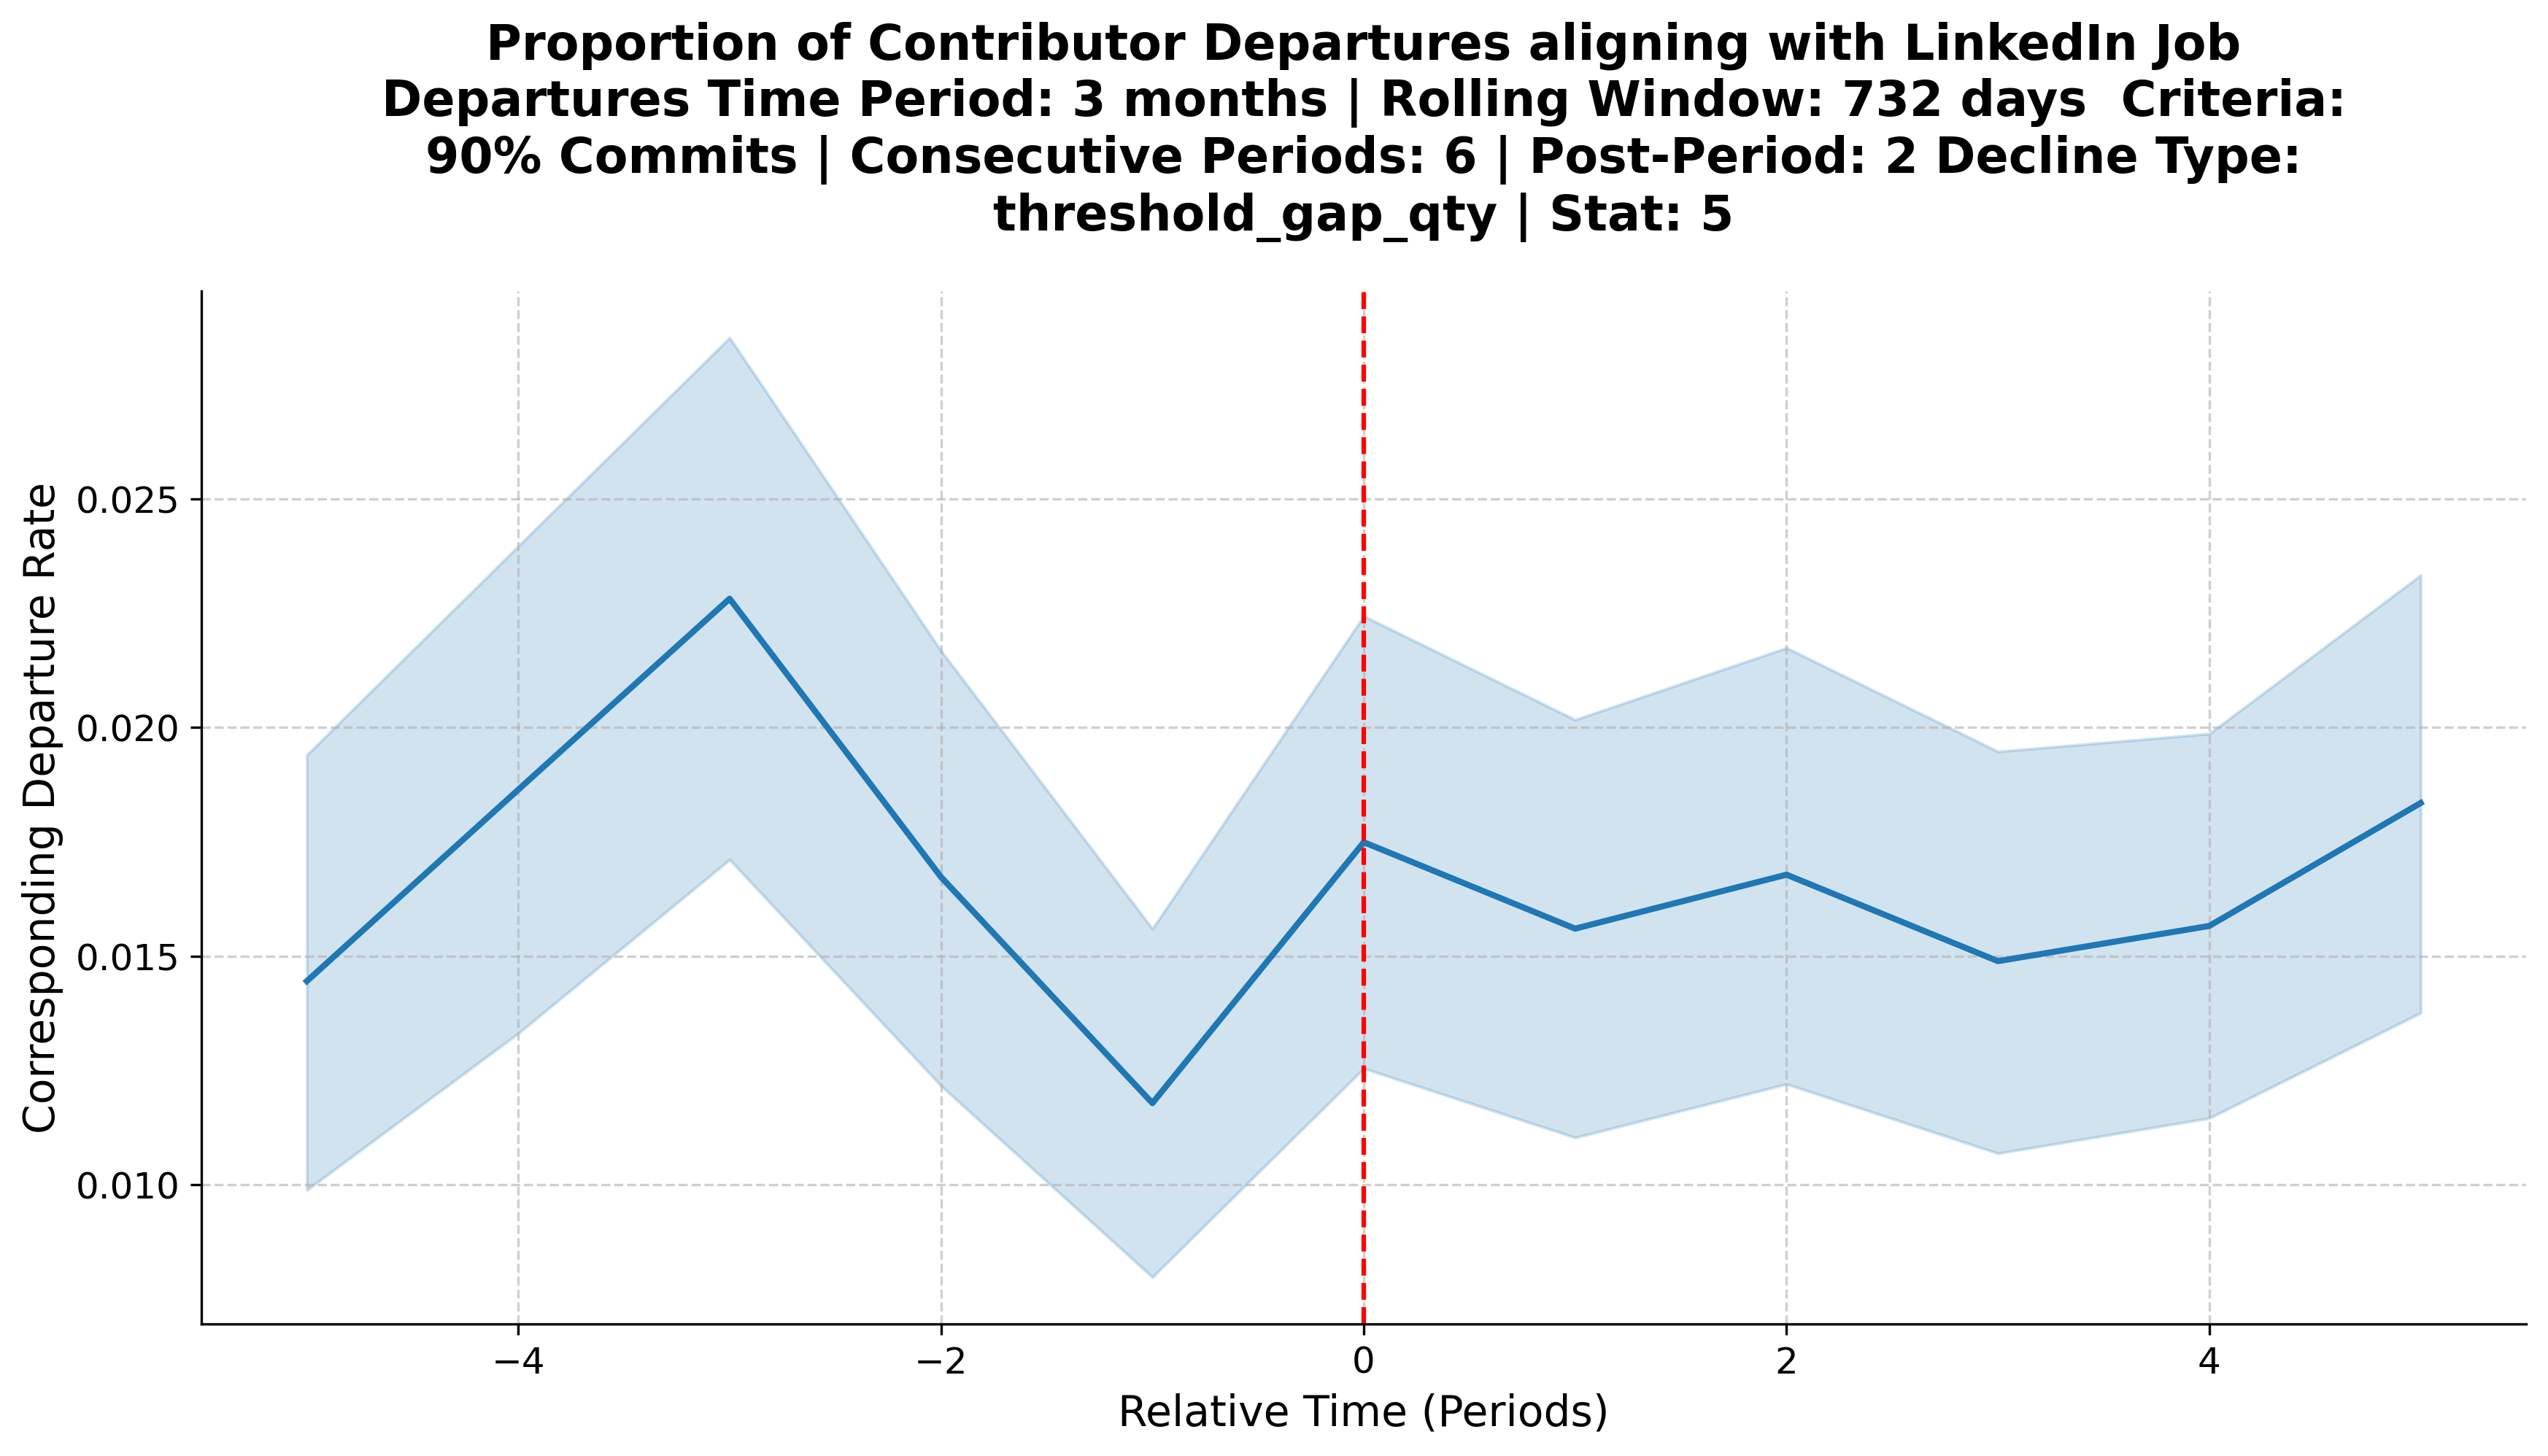 Proportion of Contributor Departures aligning with LinkedIn Job
Departures Time Period: 3 months | Rolling Window: 732 days  Criteria:
90% Commits | Consecutive Periods: 6 | Post-Period: 2 Decline Type:
threshold_gap_qty | Stat: 5
Corresponding Departure Rate
0.025
0.020
0.015
0.010
−4
−2
0
2
4
Relative Time (Periods)